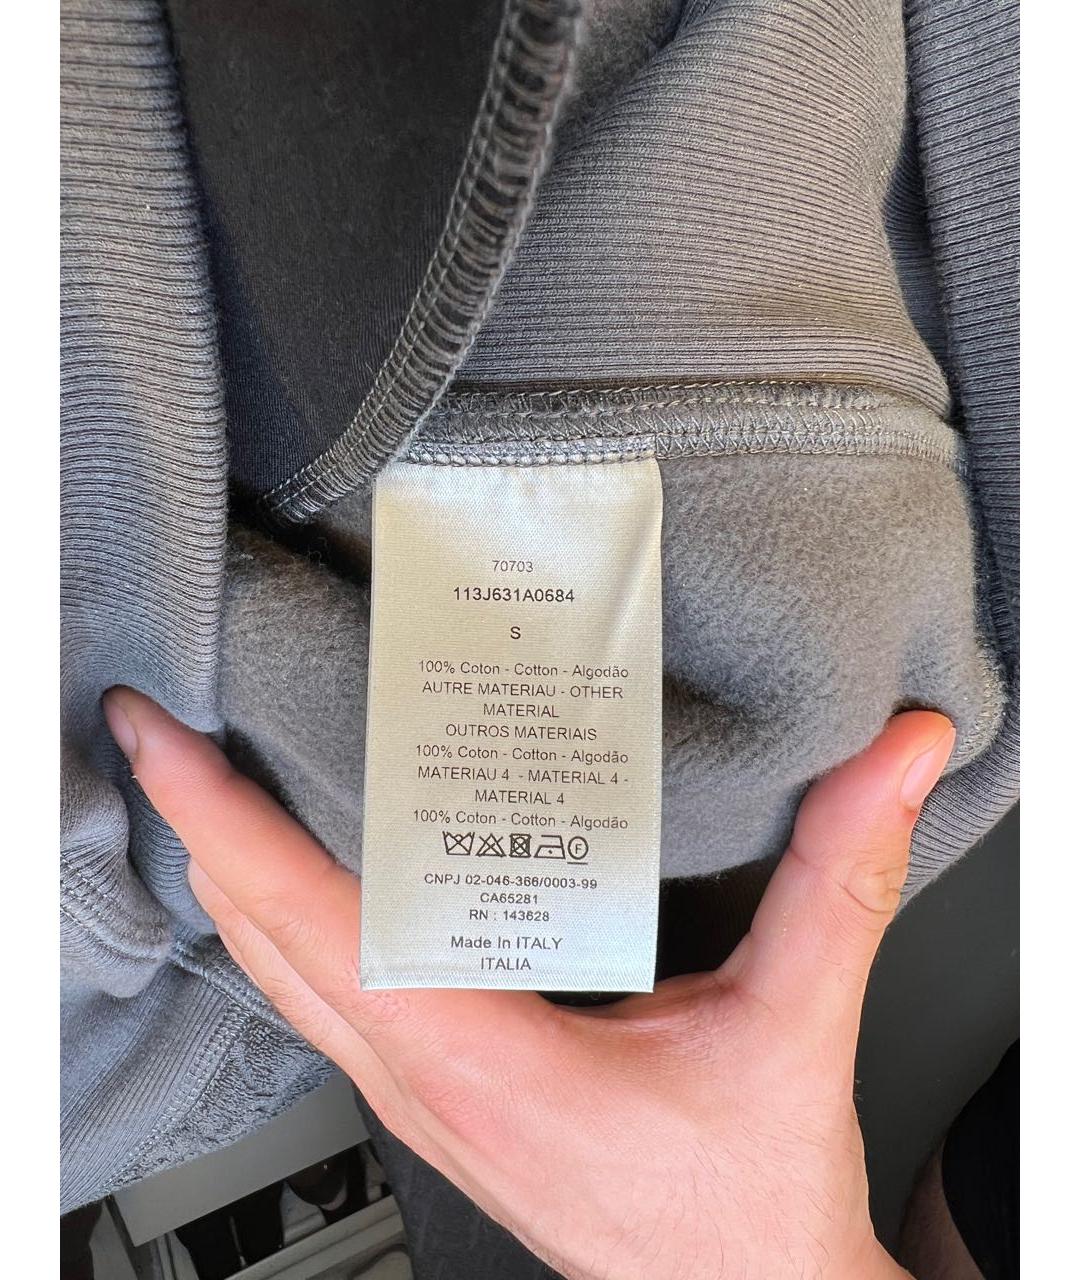 70703
113J631A0684
S
100% Coton - Cotton - Algodão
AUTRE MATERIAU - OTHER
MATERIAL
OUTROS MATERIAIS
100% Coton - Cotton - Algodão
MATERIAU 4 - MATERIAL 4 -
MATERIAL 4
100% Coton - Cotton - Algodão
F
CNPJ 02-046-366/0003-99
CA65281
RN : 143628
Made In ITALY
ITALIA